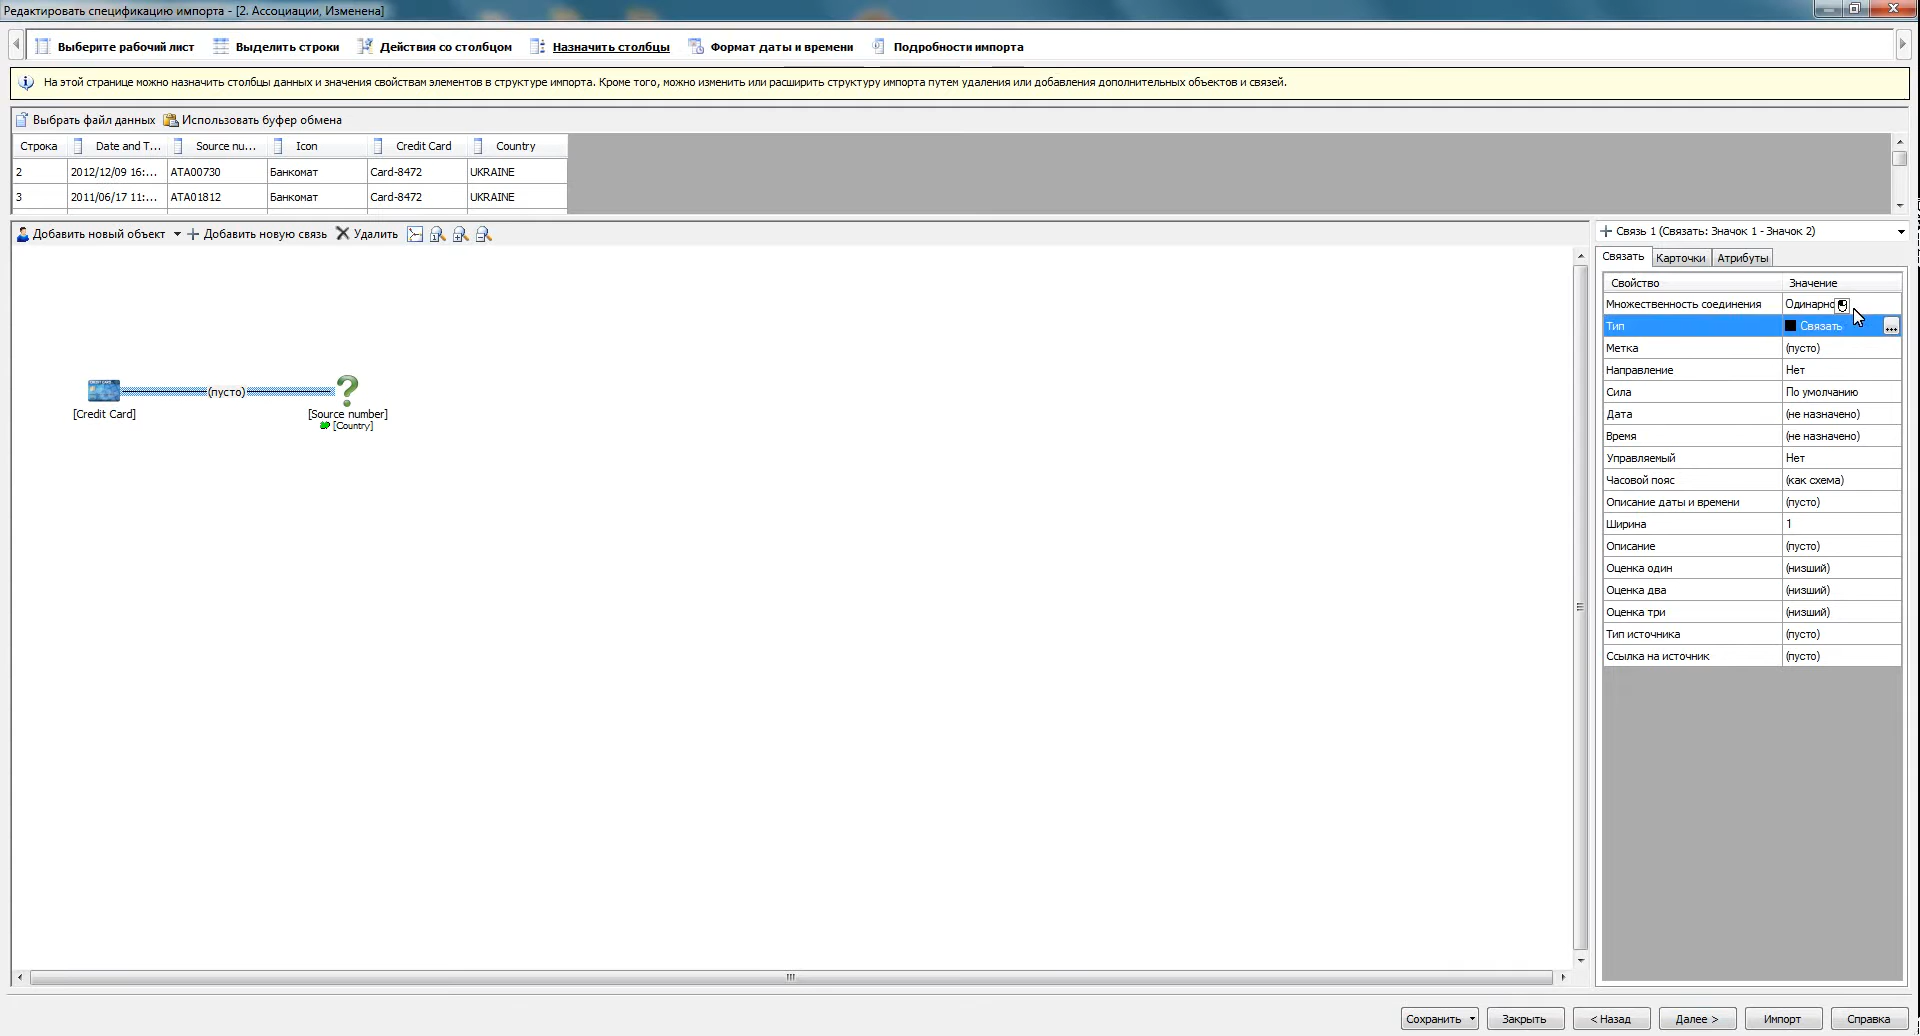 Редактировать спецификацию импорта - [2. Ассоциации, Изменена]
Выберите рабочий лист Выделить строки Действия со столбцом Назначить столбцы Формат даты и времени Подробности импорта
На этой странице можно назначить столбцы данных и значения свойствам элементов в структуре импорта. Кроме того, можно изменить или расширить структуру импорта путем удаления или добавления дополнительных объектов и связей.
Выбрать файл данных Использовать буфер обмена
Строка Date and T... Source nu... Icon Credit Card Country
2 2012/12/09 16:... ATA00730 Банкомат Card-8472 UKRAINE
3 2011/06/17 11:... ATA01812 Банкомат Card-8472 UKRAINE
Добавить новый объект Добавить новую связь Удалить
(пусто)
[Credit Card] [Source number]
[Country]
Связь 1 (Связать: Значок 1 - Значок 2)
Связать Карточки Атрибуты
Свойство Значение
Множественность соединения Одинарно
Тип Связать ...
Метка (пусто)
Направление Нет
Сила По умолчанию
Дата (не назначено)
Время (не назначено)
Управляемый Нет
Часовой пояс (как схема)
Описание даты и времени (пусто)
Ширина 1
Описание (пусто)
Оценка один (низший)
Оценка два (низший)
Оценка три (низший)
Тип источника (пусто)
Ссылка на источник (пусто)
Сохранить Закрыть < Назад Далее > Импорт Справка